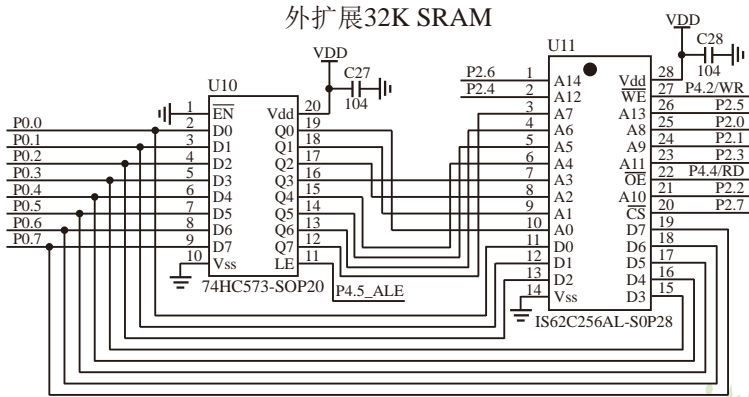 外扩展32K SRAM
VDD
C27
104
U10
1 EN Vdd 20
P0.0 2 D0 Q0 19
P0.1 3 D1 Q1 18
P0.2 4 D2 Q2 17
P0.3 5 D3 Q3 16
P0.4 6 D4 Q4 15
P0.5 7 D5 Q5 14
P0.6 8 D6 Q6 13
P0.7 9 D7 Q7 12
10 Vss LE 11 P4.5_ALE
74HC573-SOP20
VDD
C28
104
U11
P2.6 1 A14 Vdd 28
P2.4 2 A12 WE 27 P4.2/WR
3 A7 A13 26 P2.5
4 A6 A8 25 P2.0
5 A5 A9 24 P2.1
6 A4 A11 23 P2.3
7 A3 OE 22 P4.4/RD
8 A2 A10 21 P2.2
9 A1 CS 20 P2.7
10 A0 D7 19
11 D0 D6 18
12 D1 D5 17
13 D2 D4 16
14 Vss D3 15
IS62C256AL-S0P28